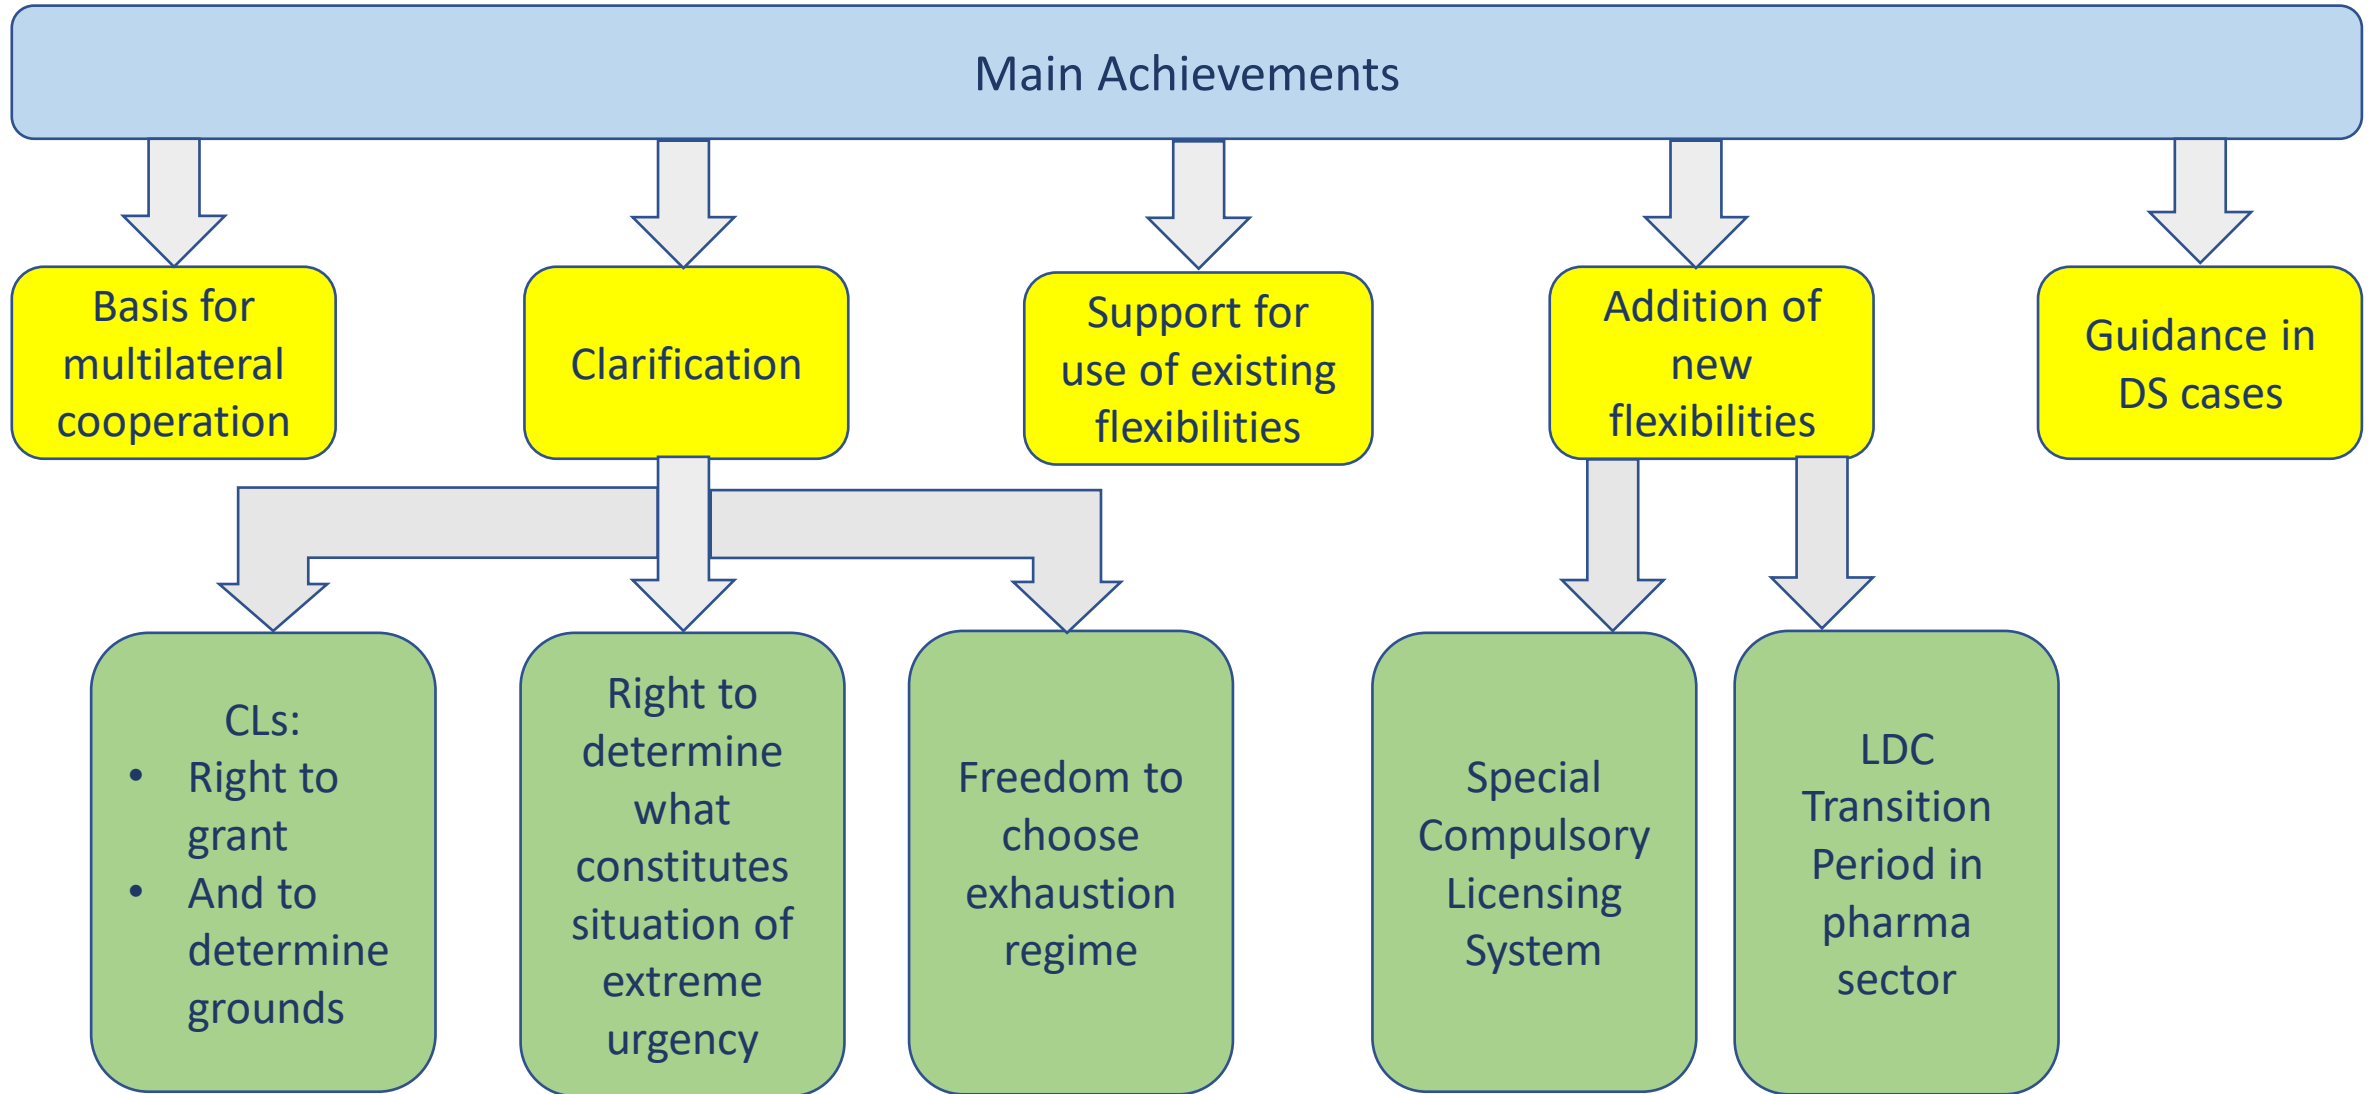 Main Achievements
Basis for
multilateral
cooperation
Clarification
Support for
use of existing
flexibilities
Addition of
new
flexibilities
Guidance in
DS cases
CLs:
• Right to
grant
• And to
determine
grounds
Right to
determine
what
constitutes
situation of
extreme
urgency
Freedom to
choose
exhaustion
regime
Special
Compulsory
Licensing
System
LDC
Transition
Period in
pharma
sector